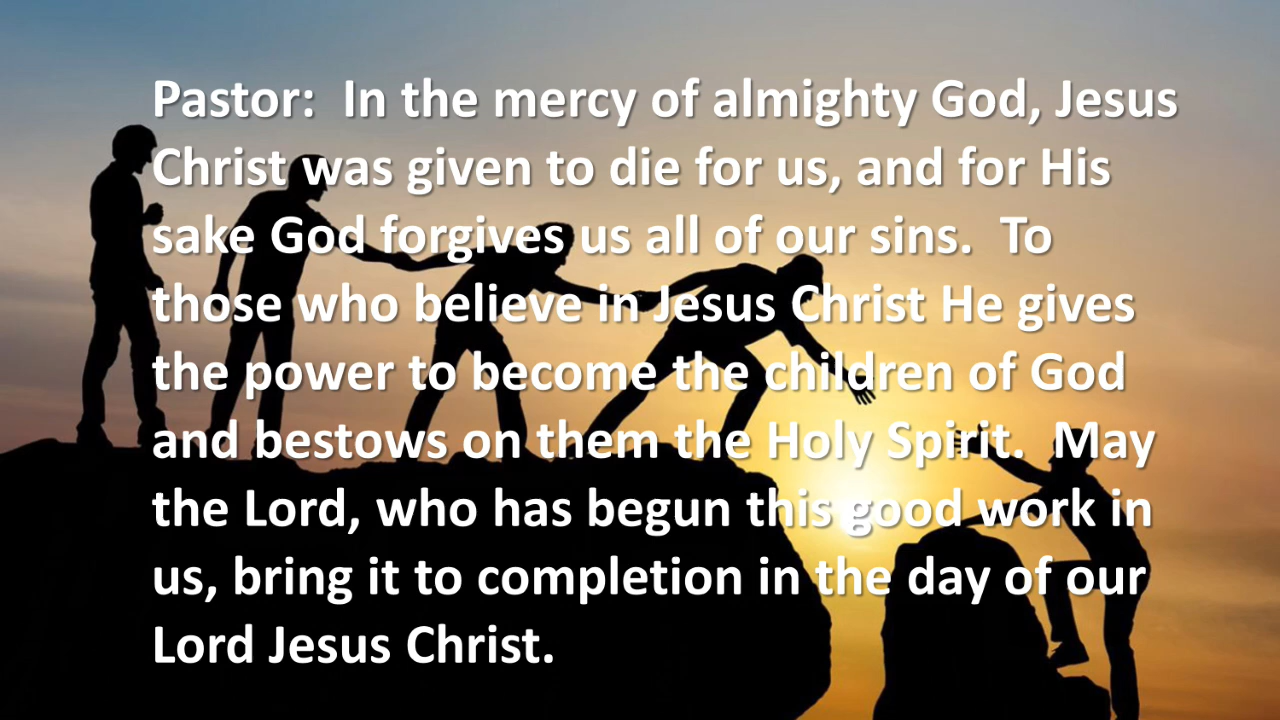 Pastor:  In the mercy of almighty God, Jesus
Christ was given to die for us, and for His
sake God forgives us all of our sins.  To
those who believe in Jesus Christ He gives
the power to become the children of God
and bestows on them the Holy Spirit.  May
the Lord, who has begun this good work in
us, bring it to completion in the day of our
Lord Jesus Christ.